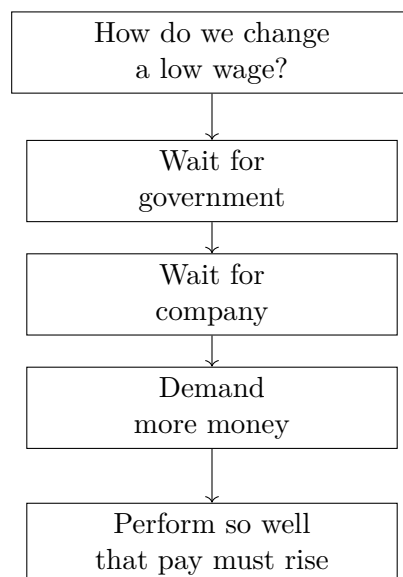 How do we change
a low wage?
Wait for
government
Wait for
company
Demand
more money
Perform so well
that pay must rise